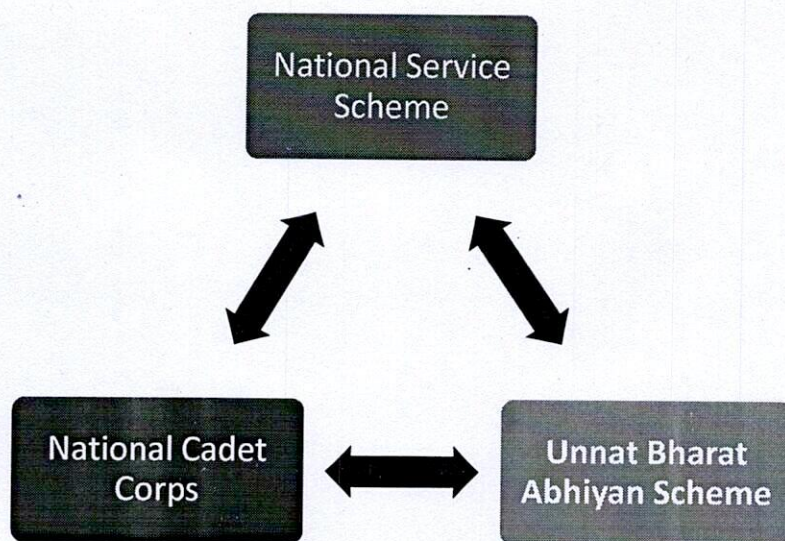 National Service
Scheme
National Cadet
Corps
Unnat Bharat
Abhiyan Scheme